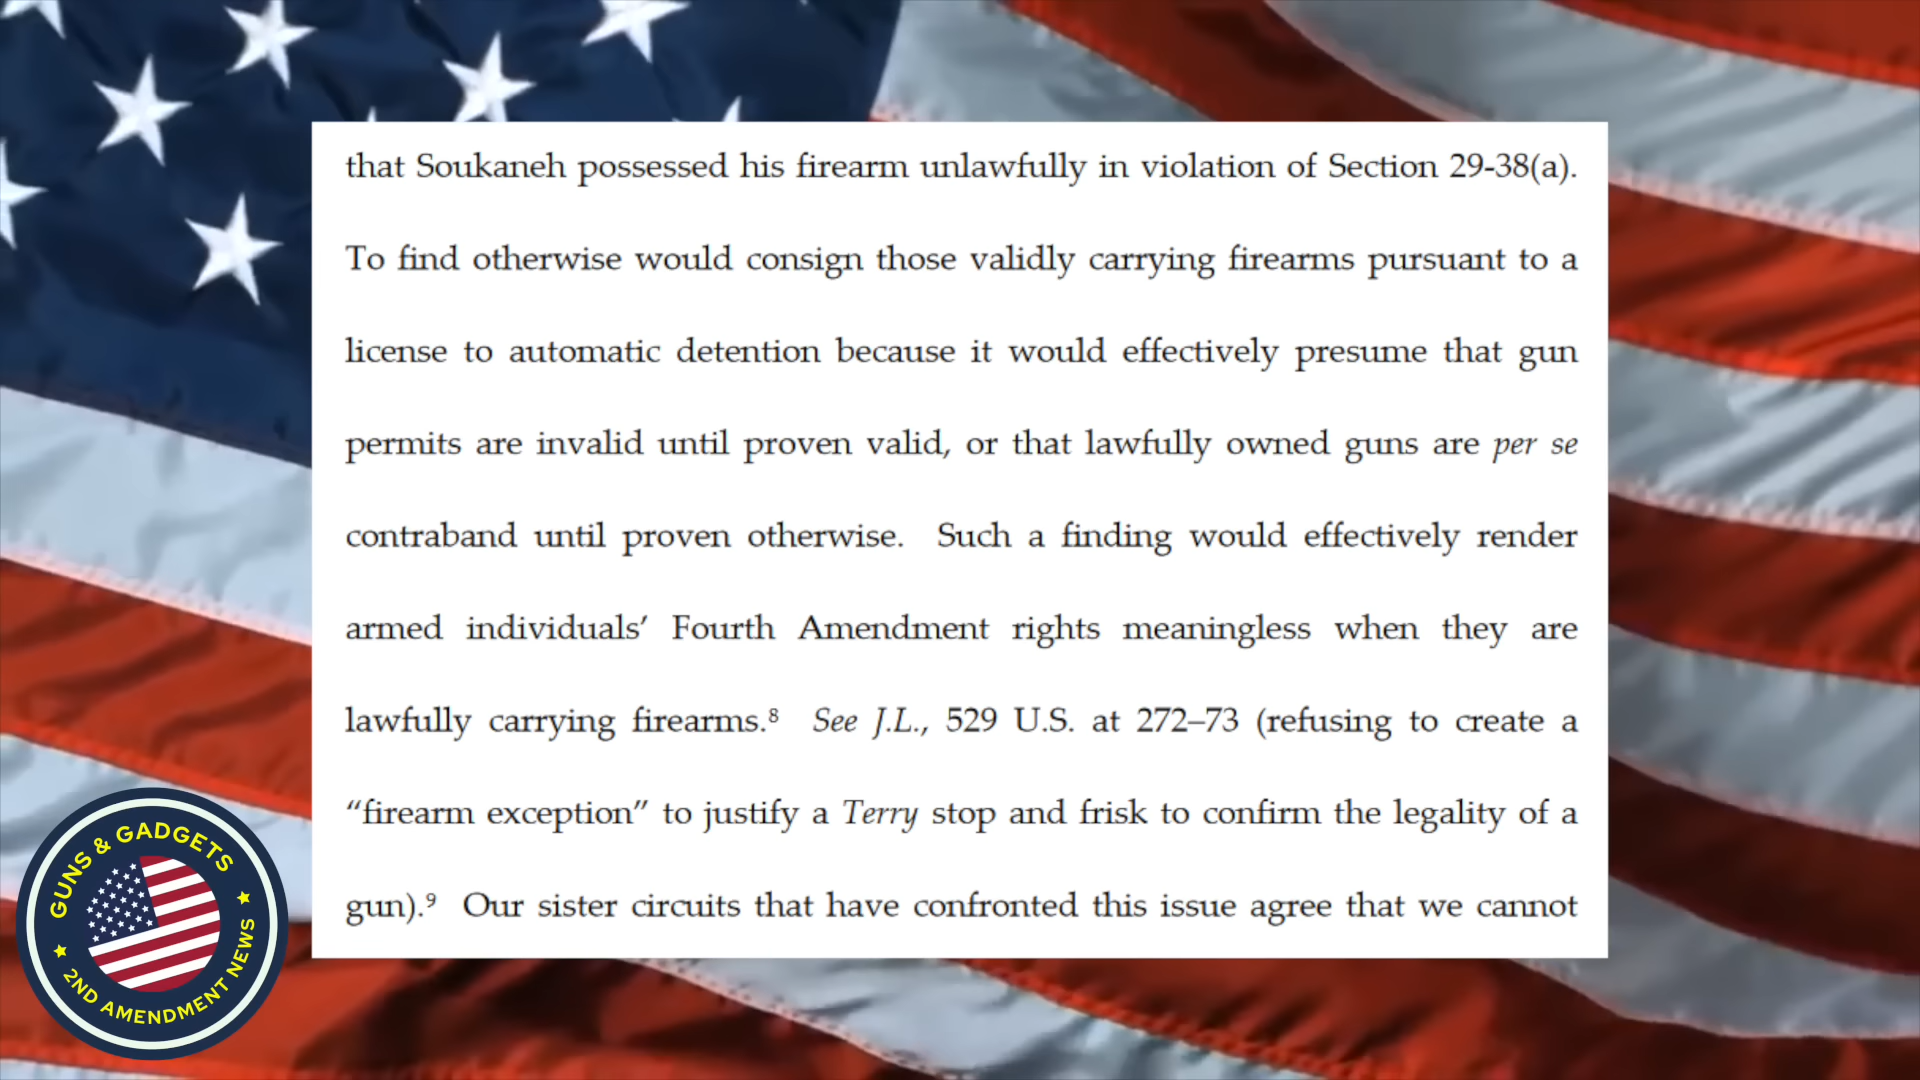 that Soukaneh possessed his firearm unlawfully in violation of Section 29-38(a).
To find otherwise would consign those validly carrying firearms pursuant to a
license to automatic detention because it would effectively presume that gun
permits are invalid until proven valid, or that lawfully owned guns are per se
contraband until proven otherwise. Such a finding would effectively render
armed individuals’ Fourth Amendment rights meaningless when they are
lawfully carrying firearms.⁸ See J.L., 529 U.S. at 272–73 (refusing to create a
“firearm exception” to justify a Terry stop and frisk to confirm the legality of a
gun).⁹ Our sister circuits that have confronted this issue agree that we cannot
GUNS & GADGETS
2ND AMENDMENT NEWS